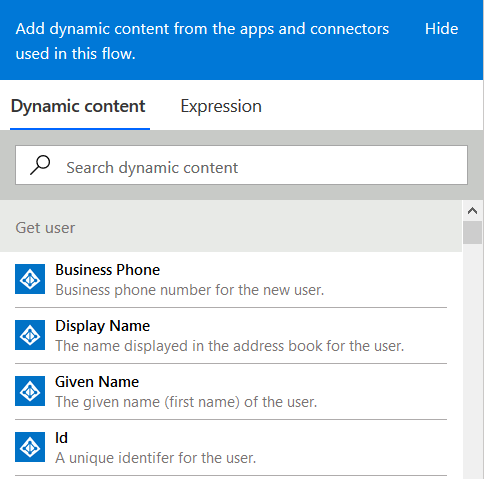 Add dynamic content from the apps and connectors Hide
used in this flow.
Dynamic content Expression
Search dynamic content
Get user
Business Phone
Business phone number for the new user.
Display Name
The name displayed in the address book for the user.
Given Name
The given name (first name) of the user.
Id
A unique identifer for the user.